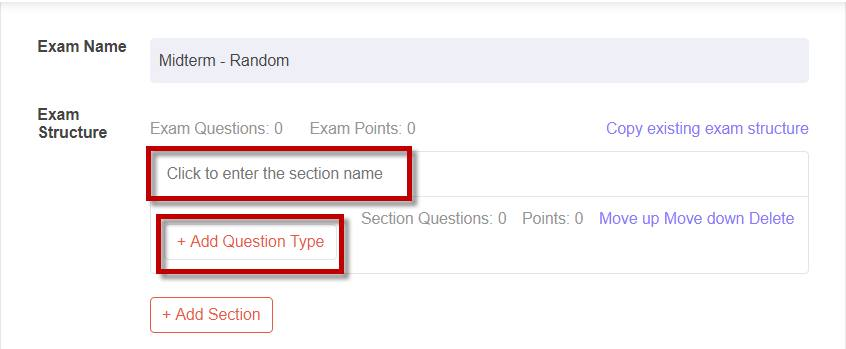 Exam Name
Midterm - Random
Exam
Structure
Exam Questions: 0 Exam Points: 0 Copy existing exam structure
Click to enter the section name
Section Questions: 0 Points: 0 Move up Move down Delete
+ Add Question Type
+ Add Section